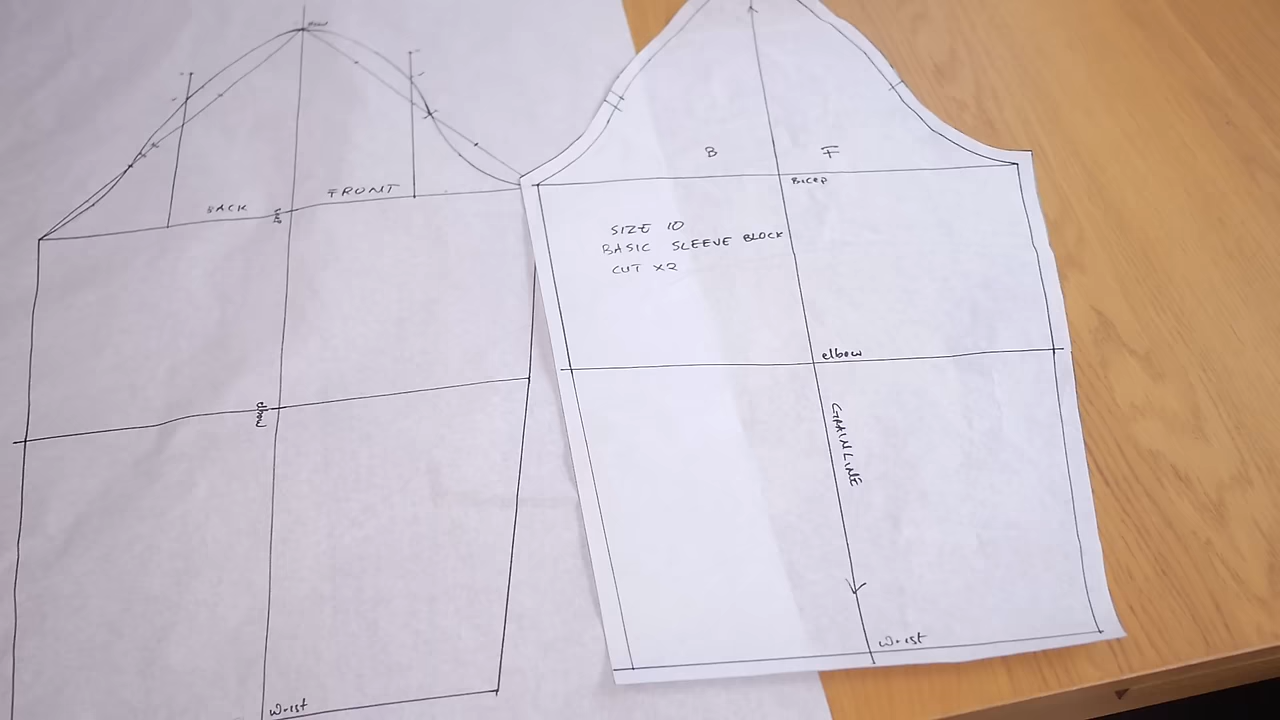 BACK
FRONT
elbow
Wrist
B
F
Bicep
SIZE 10
BASIC SLEEVE BLOCK
CUT X2
elbow
GRAINLINE
Wrist